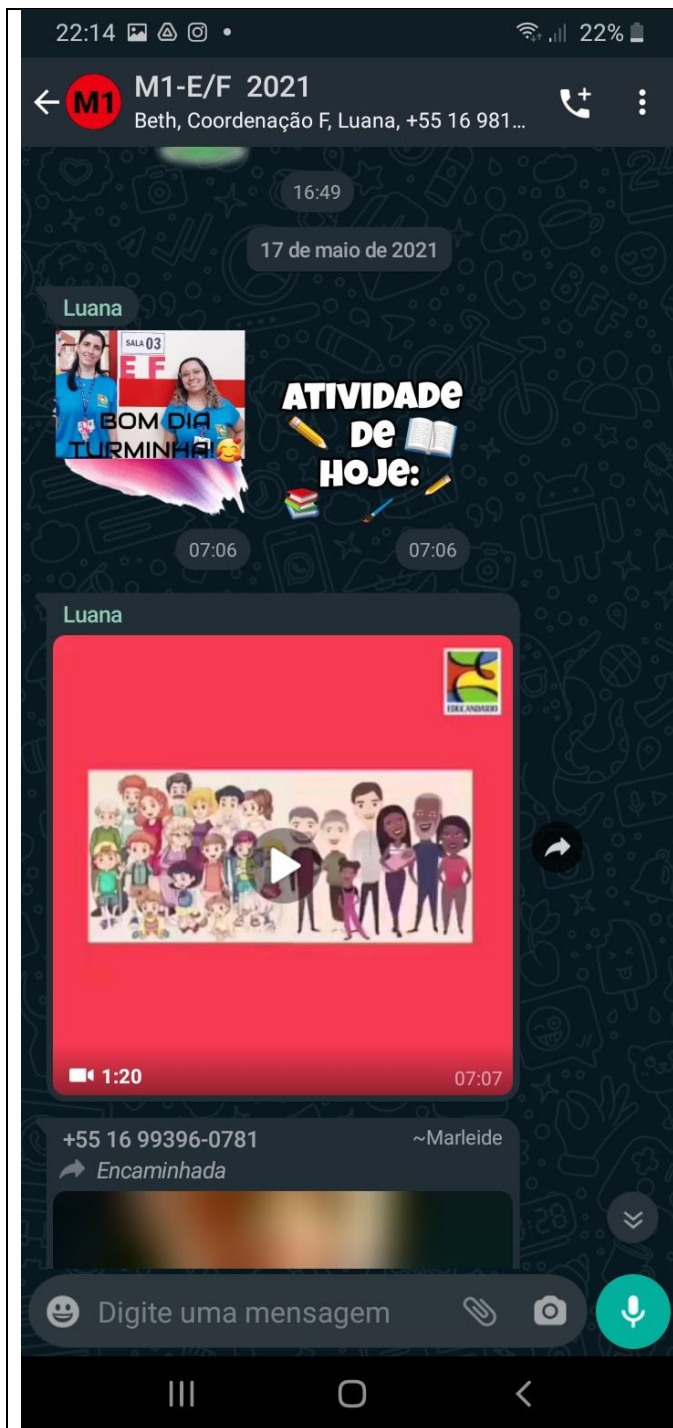 22:14
22%
M1
M1-E/F 2021
Beth, Coordenação F, Luana, +55 16 981...
16:49
17 de maio de 2021
Luana
SALA 03
E F
BOM DIA
TURMINHA!
ATIVIDADE
DE
HOJE:
07:06
07:06
Luana
EDUCANDÁRIO
1:20
07:07
+55 16 99396-0781
~Marleide
Encaminhada
Digite uma mensagem